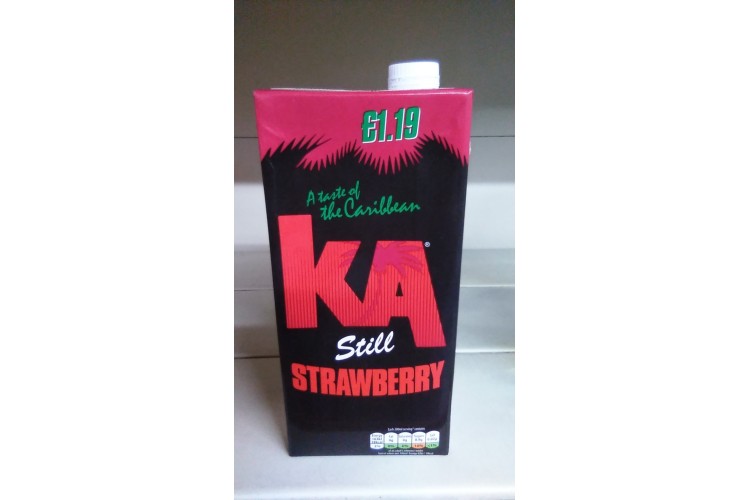 £1.19
A taste of
the Caribbean
KA®
Still
STRAWBERRY